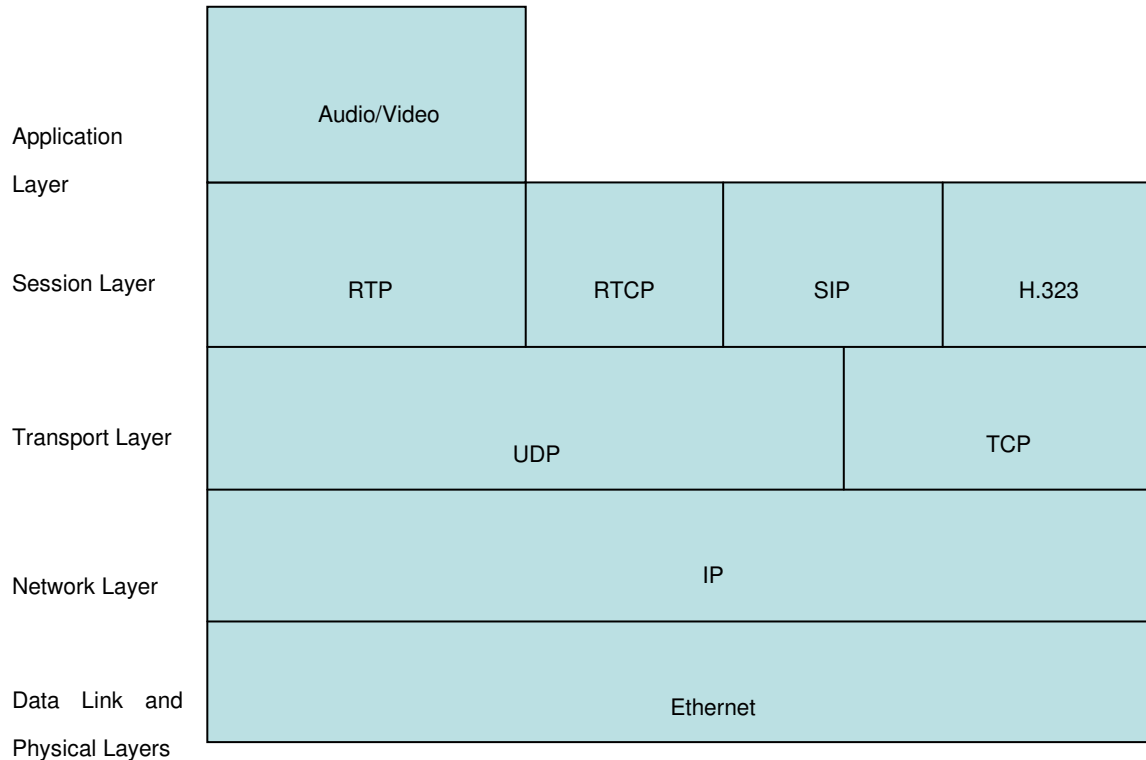 Audio/Video
Application
Layer
Session Layer
RTP
RTCP
SIP
H.323
Transport Layer
UDP
TCP
Network Layer
IP
Data Link and
Physical Layers
Ethernet